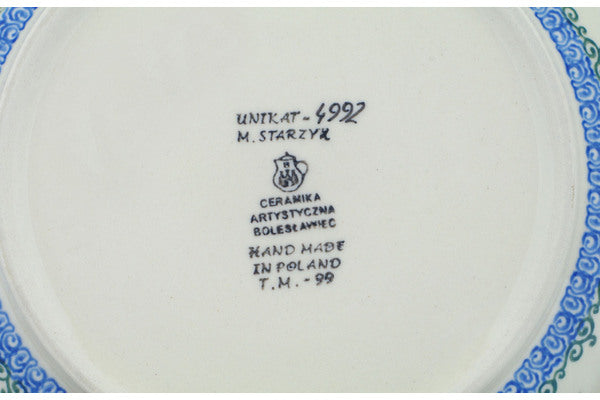 UNIKAT-4992
M. STARZYK
CERAMIKA
ARTYSTYCZNA
BOLESŁAWIEC
HAND MADE
IN POLAND
T.M.-99